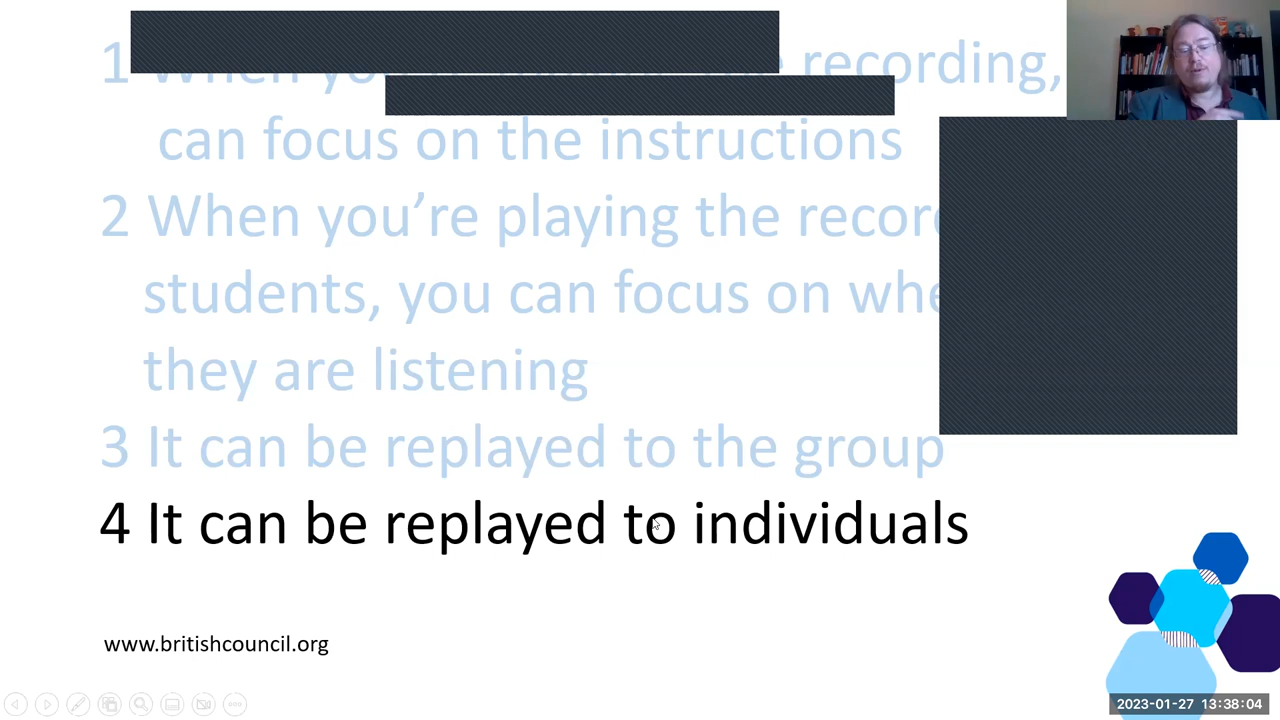 1 When recording,
can focus on the instructions
2 When you’re playing the
students, you can focus on
they are listening
3 It can be replayed to the group
4 It can be replayed to individuals
www.britishcouncil.org
2023-01-27 13:38:04